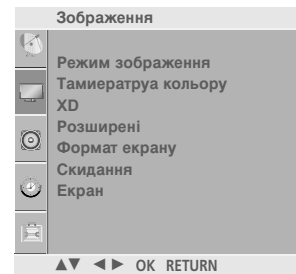 Зображення
Режим зображення
Тамиератруа кольору
XD
Розширені
Формат екрану
Скидання
Екран
▲▼ ◄ ► OK RETURN